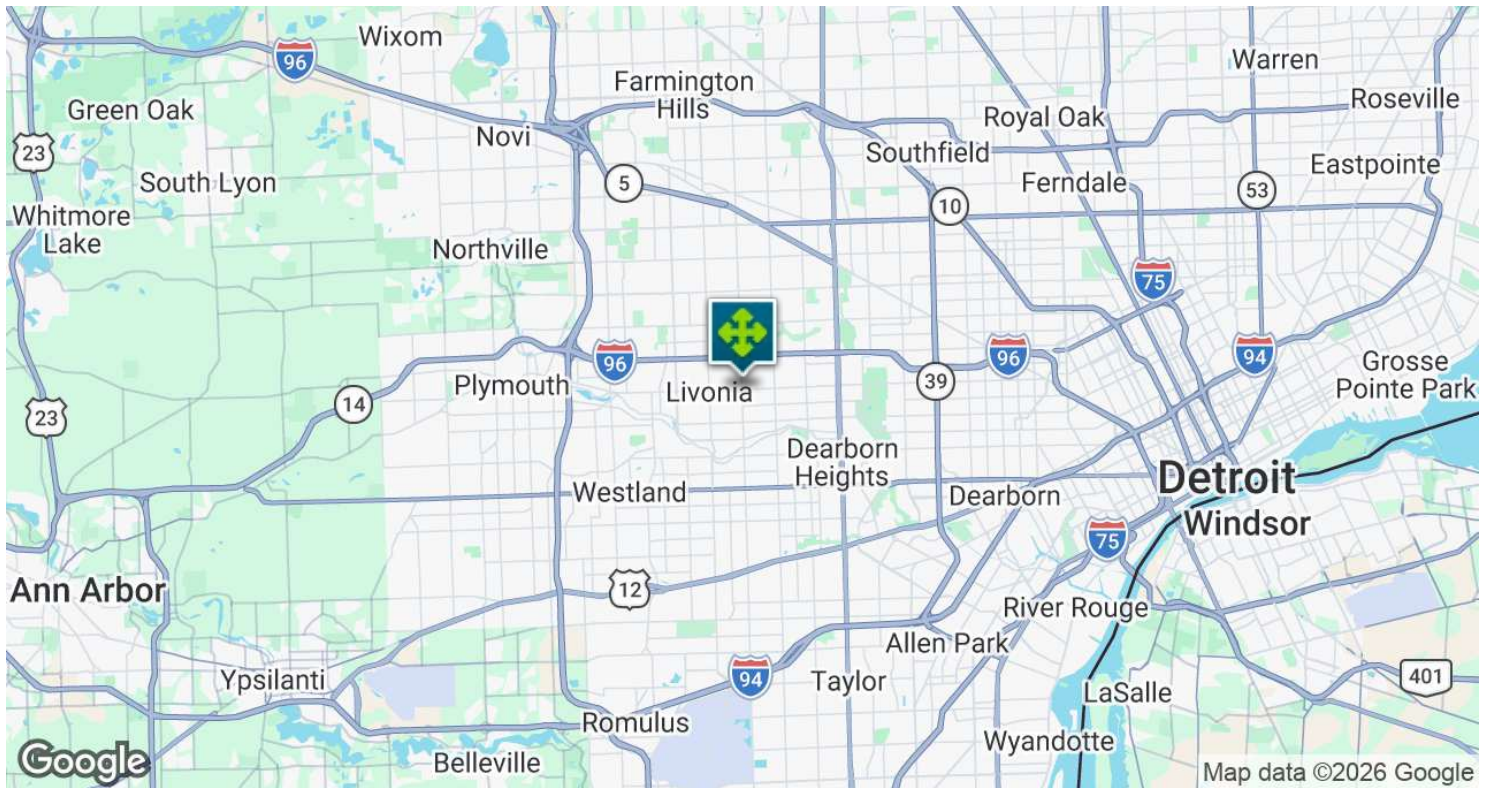 Wixom
96
Farmington
Hills
Warren
Green Oak
Novi
Royal Oak
Roseville
23
Southfield
Eastpointe
South Lyon
5
Ferndale
53
Whitmore
Lake
10
Northville
75
96
96
94
Plymouth
Livonia
39
Grosse
Pointe Park
23
14
Dearborn
Heights
Westland
Dearborn
Detroit
Windsor
75
Ann Arbor
12
River Rouge
Allen Park
Ypsilanti
94
Taylor
401
LaSalle
Romulus
Wyandotte
Belleville
Google
Map data ©2026 Google